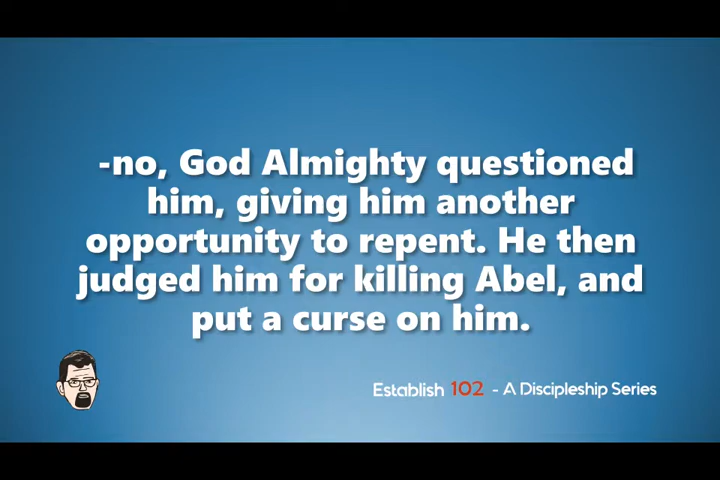 -no, God Almighty questioned
him, giving him another
opportunity to repent. He then
judged him for killing Abel, and
put a curse on him.
Establish 102 - A Discipleship Series